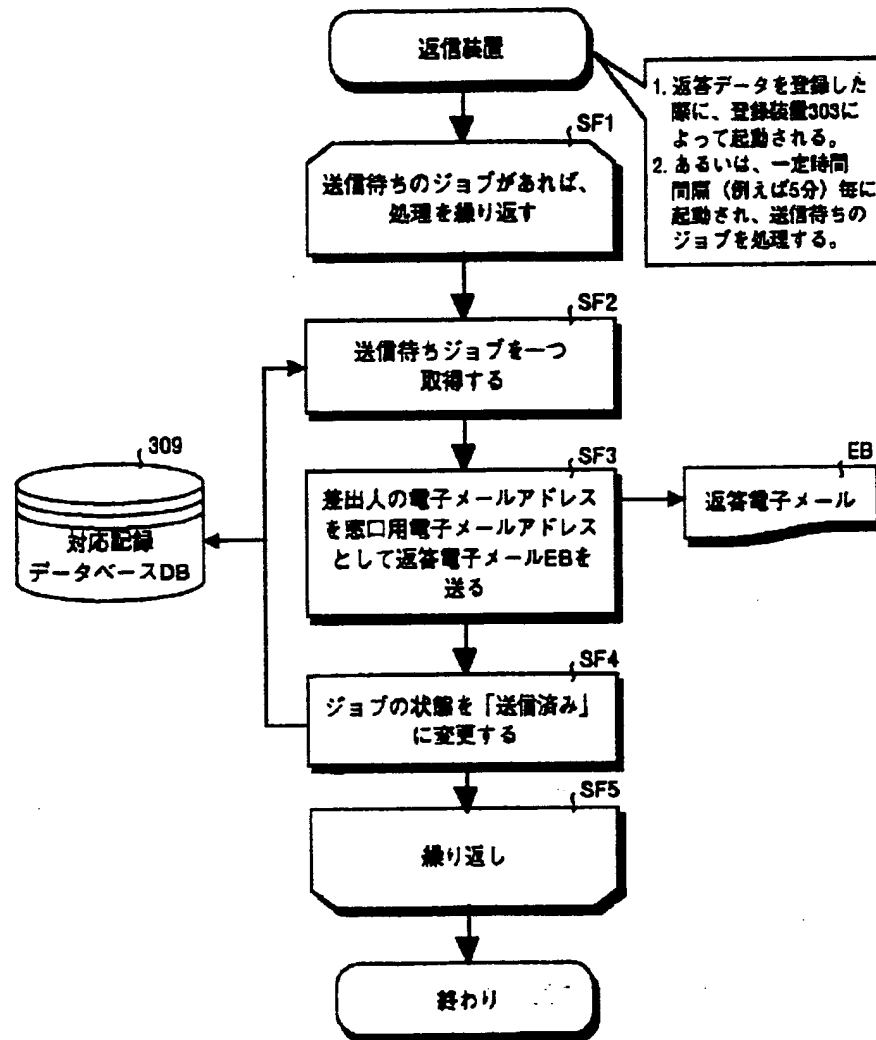 返信装置
1. 返答データを登録した
際に、登録装置303に
よって起動される。
2. あるいは、一定時間
間隔（例えば5分）毎に
起動され、送信待ちの
ジョブを処理する。
SF1
送信待ちのジョブがあれば、
処理を繰り返す
SF2
送信待ちジョブを一つ
取得する
309
対応記録
データベースDB
SF3
差出人の電子メールアドレス
を窓口用電子メールアドレス
として返答電子メールEBを
送る
EB
返答電子メール
SF4
ジョブの状態を「送信済み」
に変更する
SF5
繰り返し
終わり